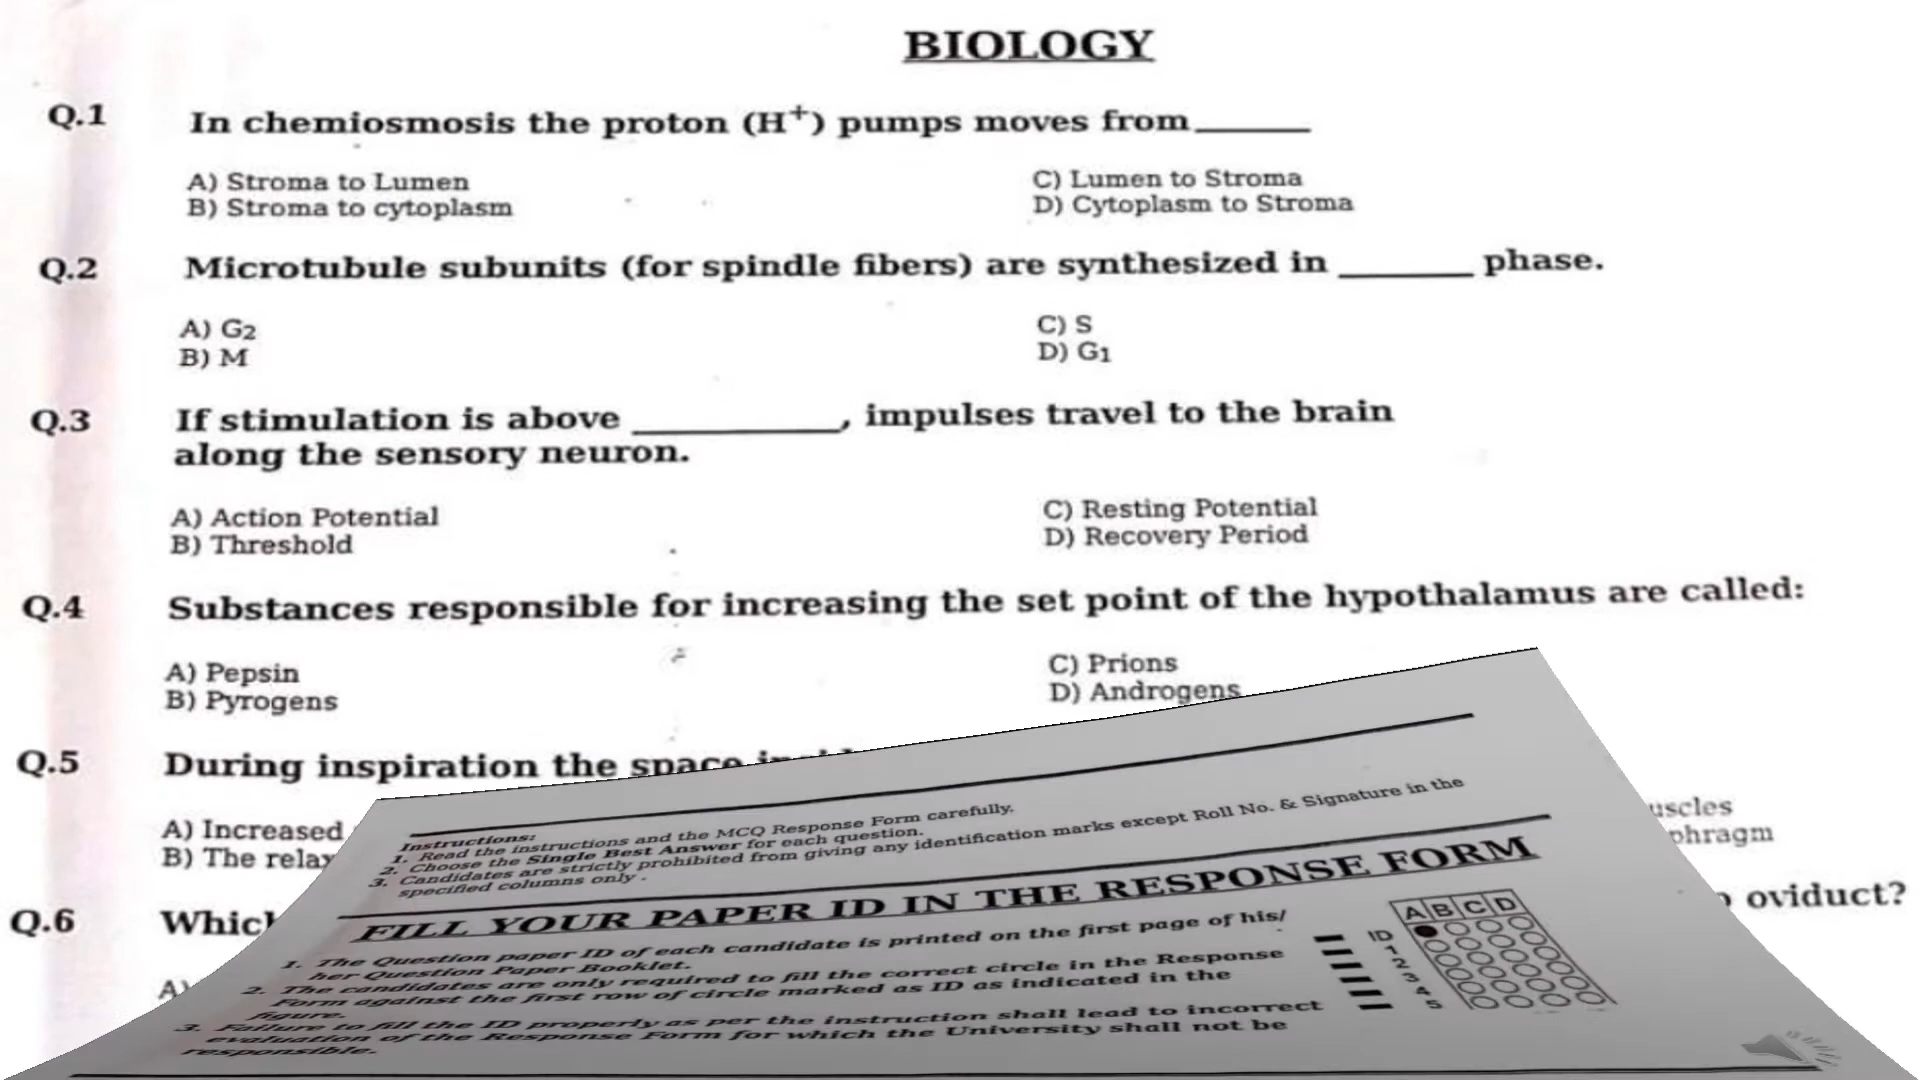 BIOLOGY
Q.1 In chemiosmosis the proton (H⁺) pumps moves from______
A) Stroma to Lumen C) Lumen to Stroma
B) Stroma to cytoplasm D) Cytoplasm to Stroma
Q.2 Microtubule subunits (for spindle fibers) are synthesized in ______ phase.
A) G₂ C) S
B) M D) G₁
Q.3 If stimulation is above __________, impulses travel to the brain
along the sensory neuron.
A) Action Potential C) Resting Potential
B) Threshold D) Recovery Period
Q.4 Substances responsible for increasing the set point of the hypothalamus are called:
A) Pepsin C) Prions
B) Pyrogens D) Androgens
Q.5 During inspiration the space
A) Increased
B) The
Q.6 oviduct?
A)
Instructions:
1. Read the instructions and the MCQ Response Form carefully.
2. Choose the Single Best Answer for each question.
3. Candidates are strictly prohibited from giving any identification marks except Roll No. & Signature in the
specified columns only.
FILL YOUR PAPER ID IN THE RESPONSE FORM
1. The Question paper ID of each candidate is printed on the first page of his/
her Question Paper Booklet.
2. The candidates are only required to fill the correct circle in the Response
Form against the first row of circle marked as ID as indicated in the
figure.
3. Failure to fill the ID properly as per the instruction shall lead to incorrect
evaluation of the Response Form for which the University shall not be
responsible.
A B C D
ID
1
2
3
4
5